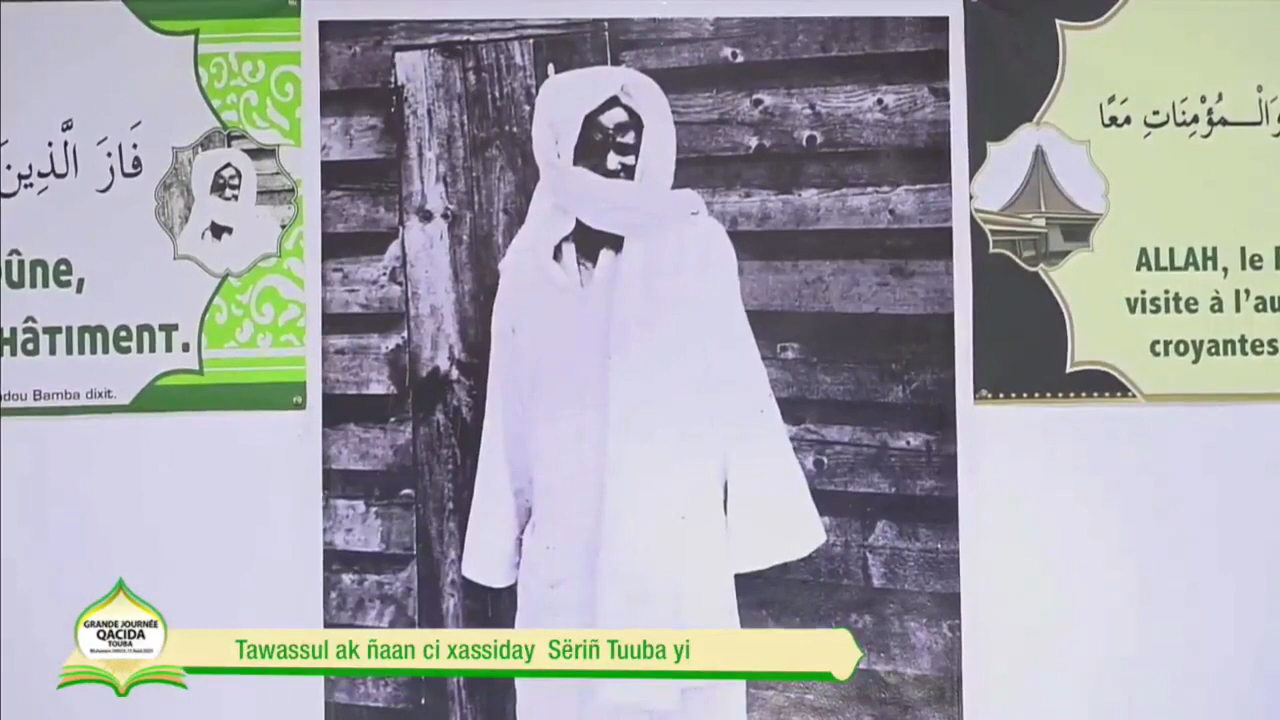 فَازَ الَّذِينَ
ûne,
HÂTIMENT.
dou Bamba dixit.
وَالْـمُؤْمِنَاتِ مَعًا
ALLAH, le
visite à l'au
croyantes
GRANDE JOURNÉE
QACIDA
TOUBA
Tawassul ak ñaan ci xassiday Sëriñ Tuuba yi